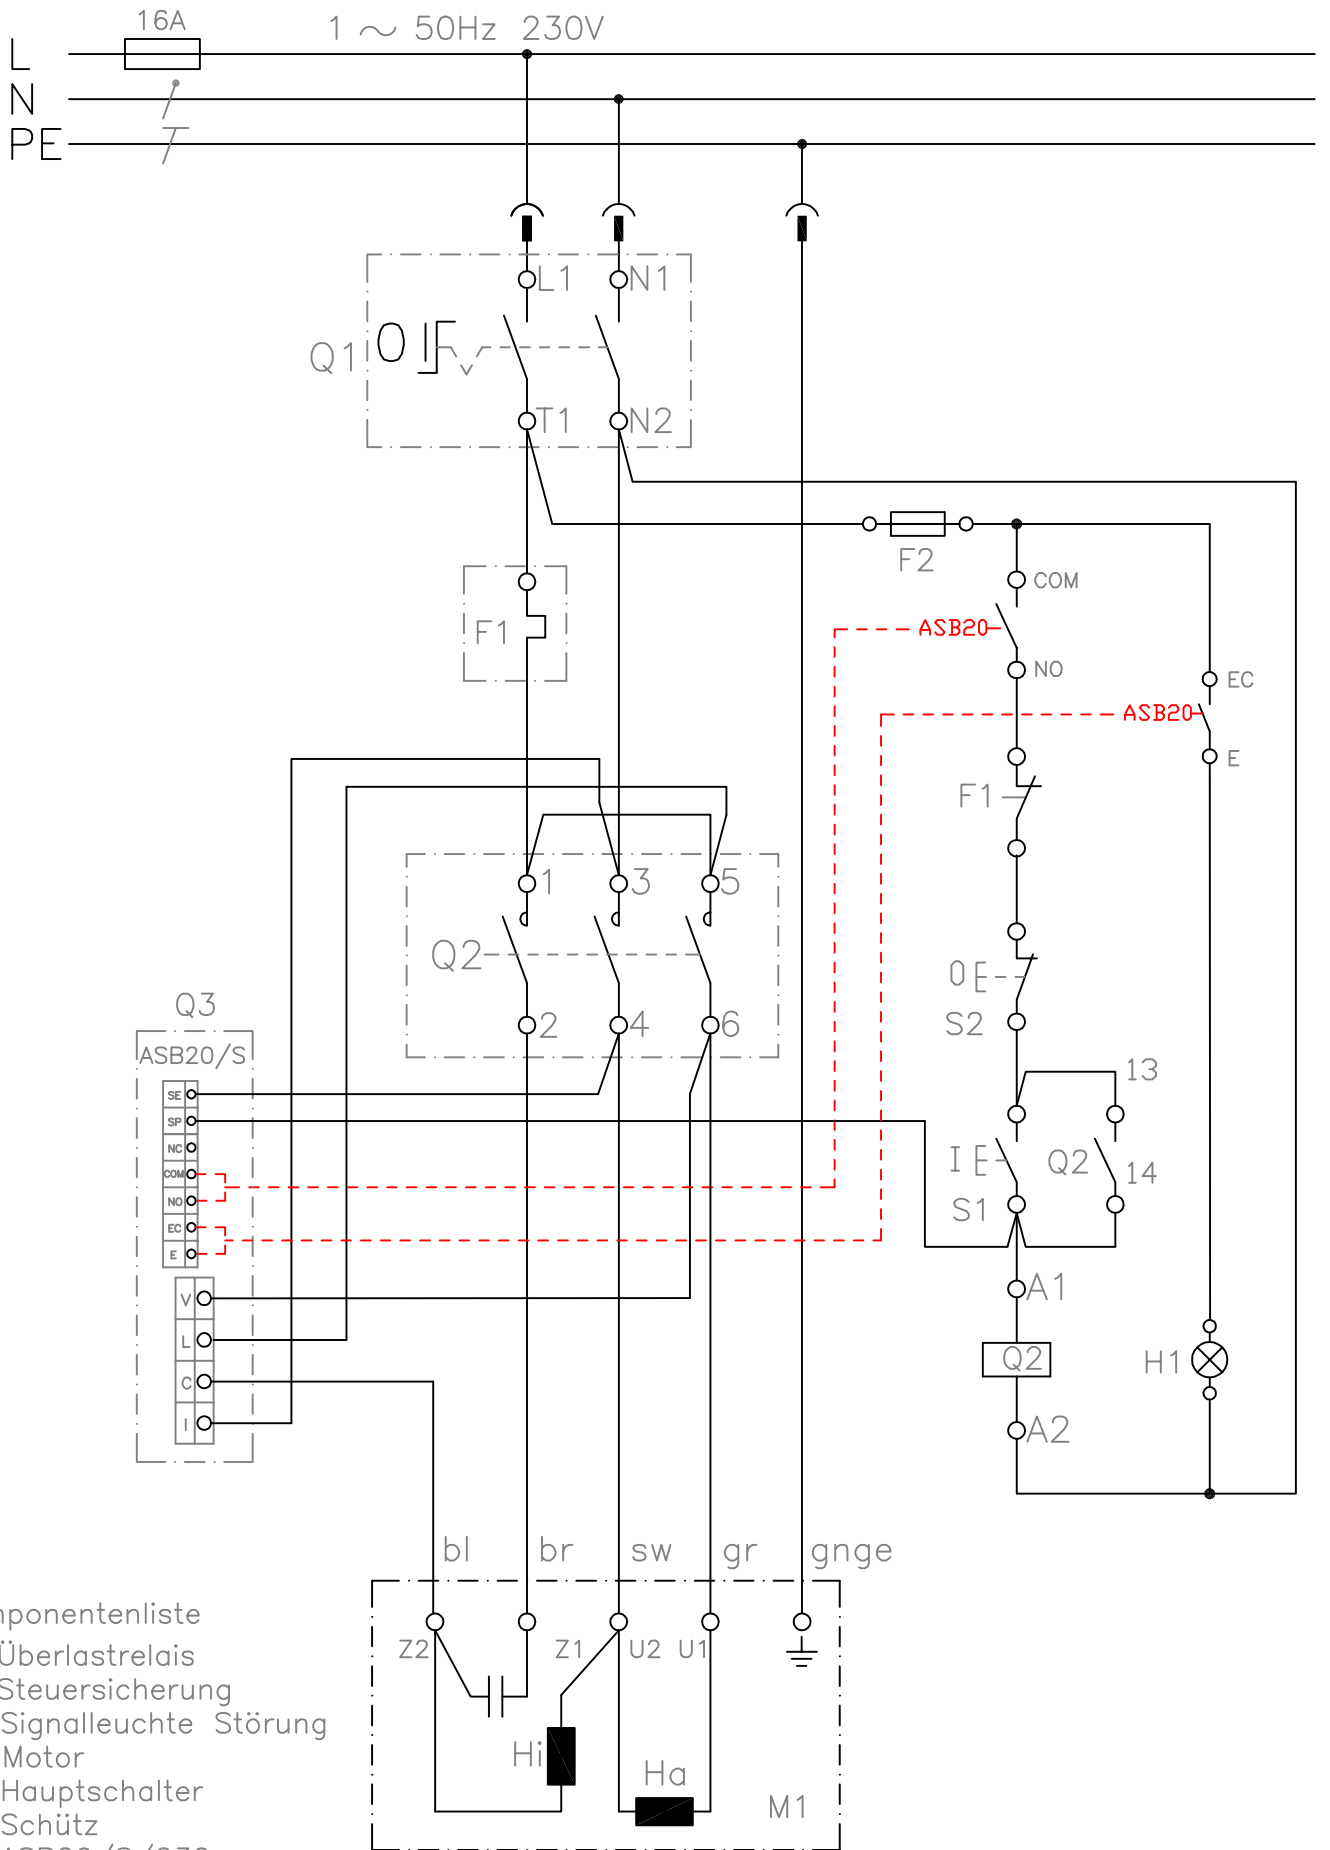 16A
1 ~ 50Hz 230V
L
N
PE
L1 N1
Q1 0 I
T1 N2
F2
COM
F1 ASB20
NO
EC
ASB20
E
F1
1 3 5
Q2
0
S2
2 4 6
Q3
ASB20/S
SE
SP
NC
COM
NO
EC
E
V
L
C
I
13
I Q2
14
S1
A1
Q2 H1
A2
bl br sw gr gnge
Z2 Z1 U2 U1
Hi
Ha
M1
mponentenliste
Überlastrelais
Steuersicherung
Signalleuchte Störung
Motor
Hauptschalter
Schütz